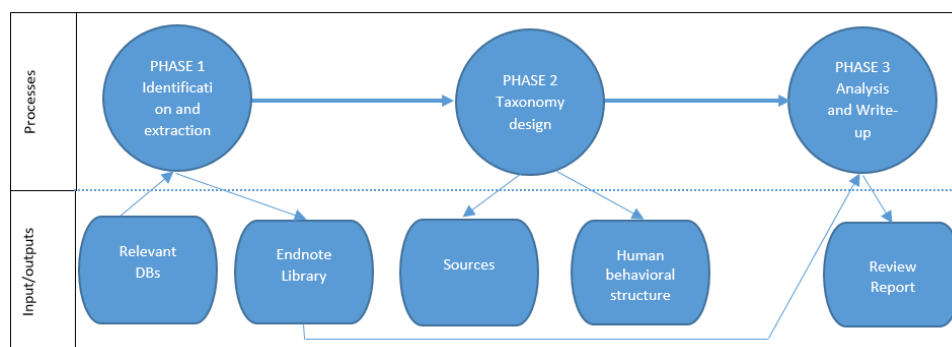 Processes
PHASE 1
Identificati
on and
extraction
PHASE 2
Taxonomy
design
PHASE 3
Analysis
and Write-
up
Input/outputs
Relevant
DBs
Endnote
Library
Sources
Human
behavioral
structure
Review
Report